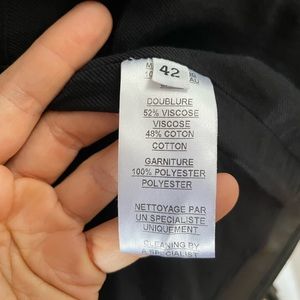 42
DOUBLURE
52% VISCOSE
VISCOSE
48% COTON
COTTON
GARNITURE
100% POLYESTER
POLYESTER
NETTOYAGE PAR
UN SPECIALISTE
UNIQUEMENT
CLEANING BY
A SPECIALIST